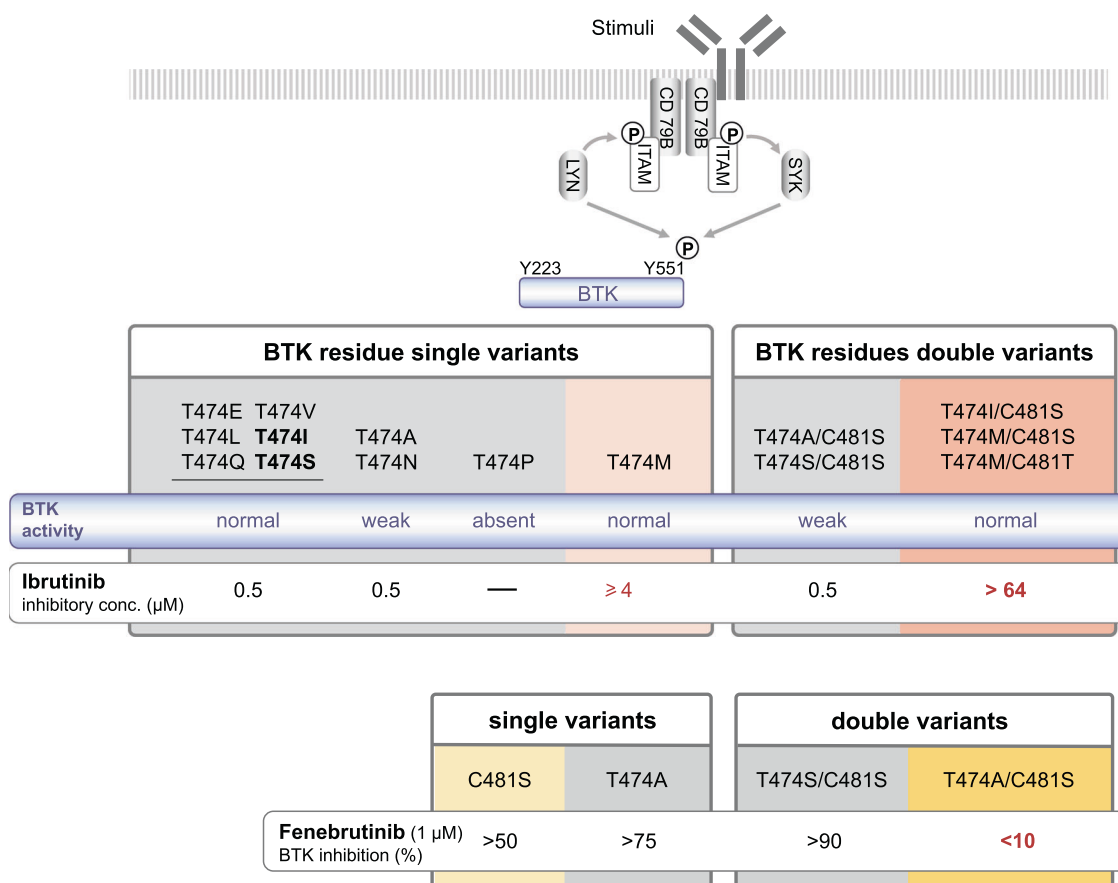 Stimuli
CD 79B
CD 79B
P
P
ITAM
ITAM
LYN
SYK
P
Y223
Y551
BTK
BTK residue single variants
BTK residues double variants
T474E T474V
T474L T474I
T474Q T474S
T474A
T474N
T474P
T474M
T474A/C481S
T474S/C481S
T474I/C481S
T474M/C481S
T474M/C481T
BTK
activity
normal
weak
absent
normal
weak
normal
Ibrutinib
inhibitory conc. (µM)
0.5
0.5
—
⩾ 4
0.5
> 64
single variants
double variants
C481S
T474A
T474S/C481S
T474A/C481S
Fenebrutinib (1 µM)
BTK inhibition (%)
>50
>75
>90
<10